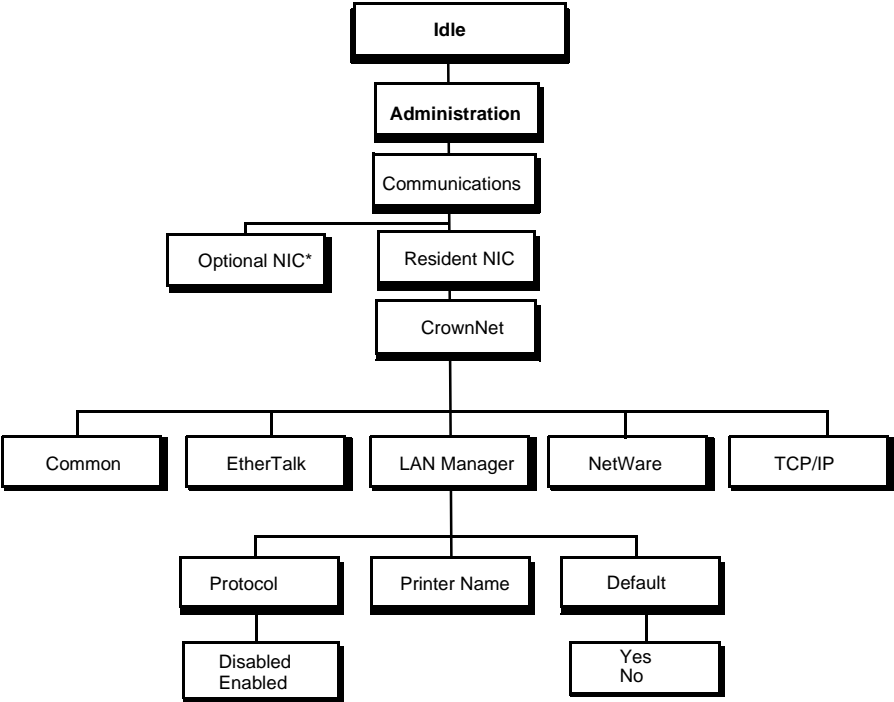 Idle
Administration
Communications
Optional NIC*
Resident NIC
CrownNet
Common
EtherTalk
LAN Manager
NetWare
TCP/IP
Protocol
Printer Name
Default
Disabled
Enabled
Yes
No